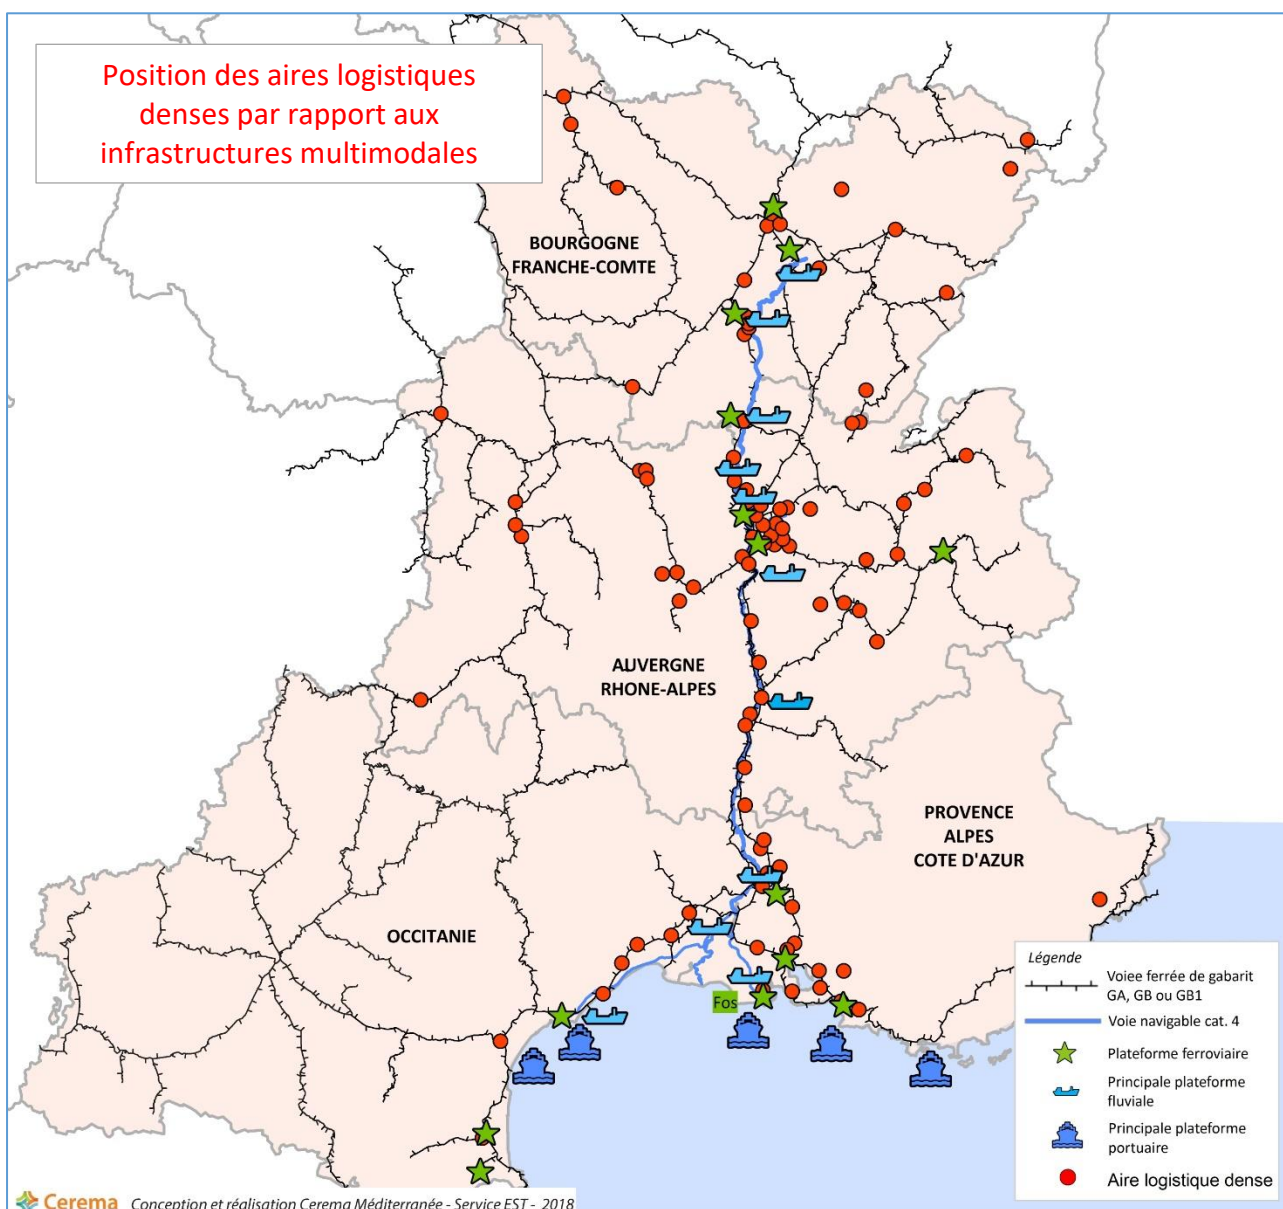 Position des aires logistiques
denses par rapport aux
infrastructures multimodales
BOURGOGNE
FRANCHE-COMTE
AUVERGNE
RHONE-ALPES
PROVENCE
ALPES
COTE D'AZUR
OCCITANIE
Fos
Légende
Voiee ferrée de gabarit
GA, GB ou GB1
Voie navigable cat. 4
Plateforme ferroviaire
Principale plateforme
fluviale
Principale plateforme
portuaire
Aire logistique dense
Cerema Conception et réalisation Cerema Méditerranée - Service EST - 2018